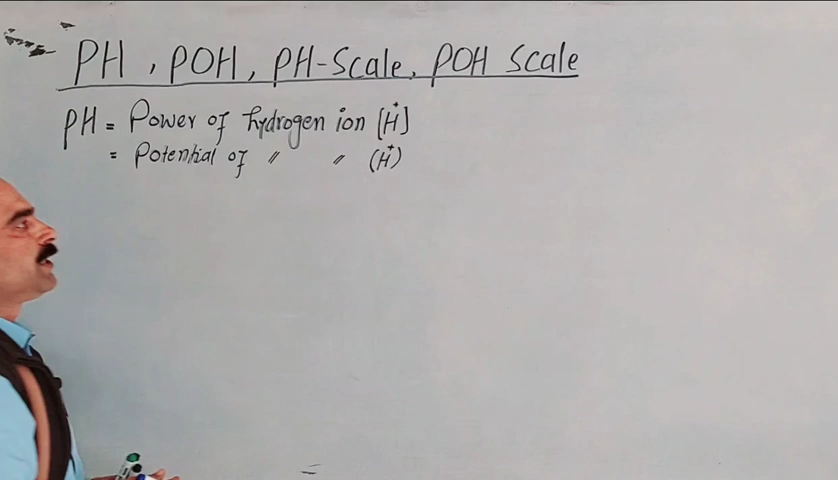 PH, POH, PH-Scale, POH Scale
PH = Power of hydrogen ion [H⁺]
= Potential of 〃 〃 (H⁺)
=